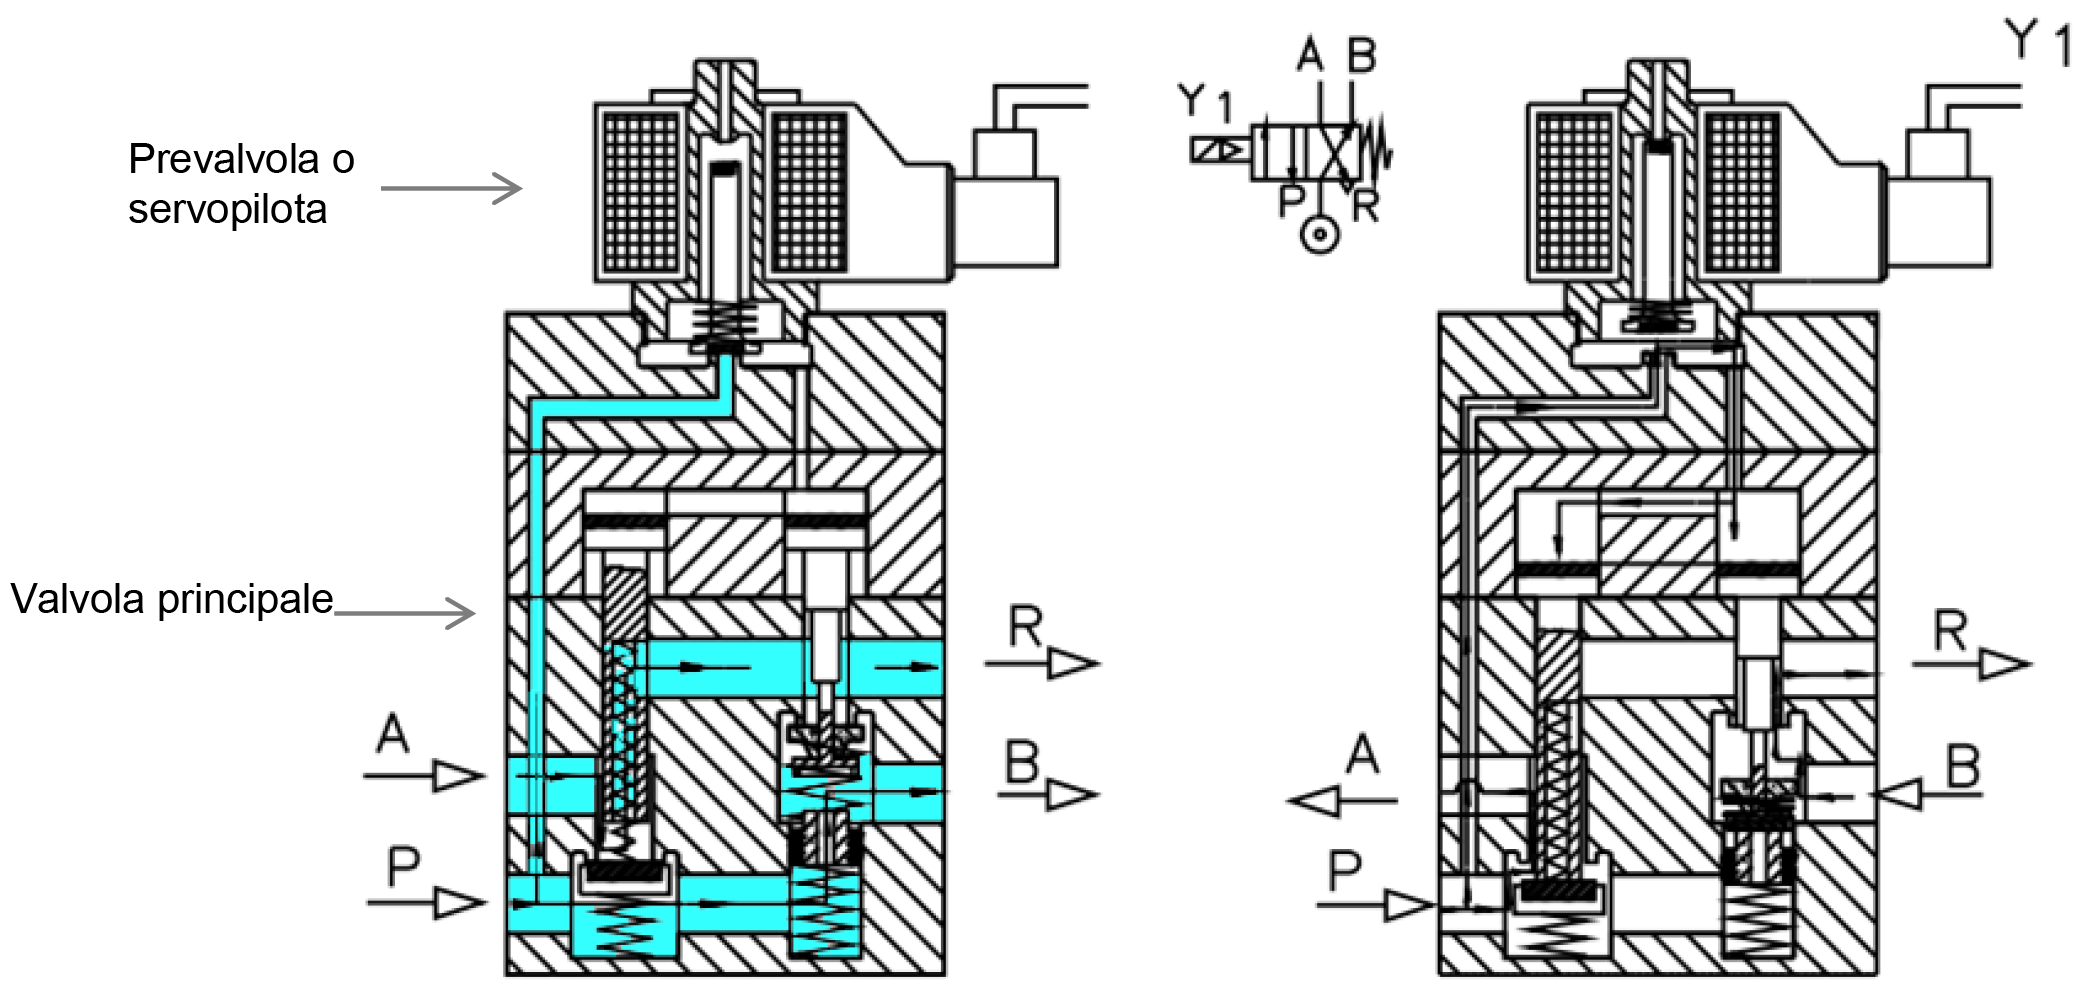 Y 1
A B
Y 1
P R
Prevalvola o
servopilota
Valvola principale
R
A
B
P
R
A
B
P